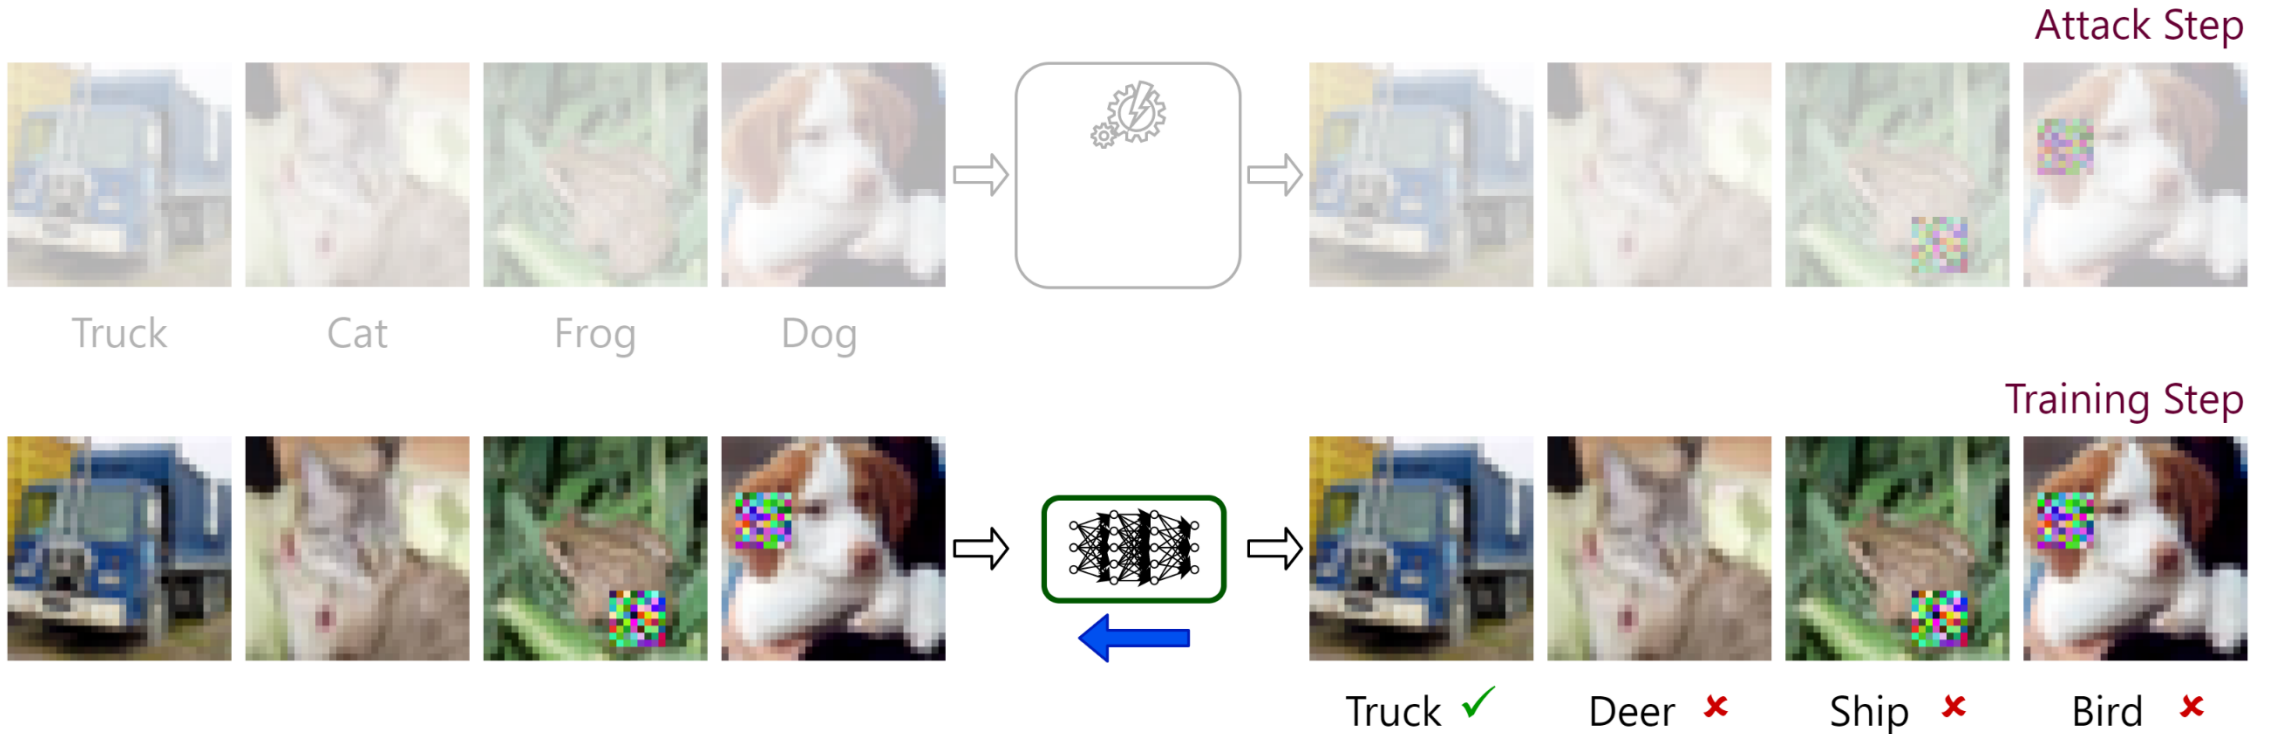 Attack Step
Truck Cat Frog Dog
Training Step
Truck ✓ Deer ✘ Ship ✘ Bird ✘